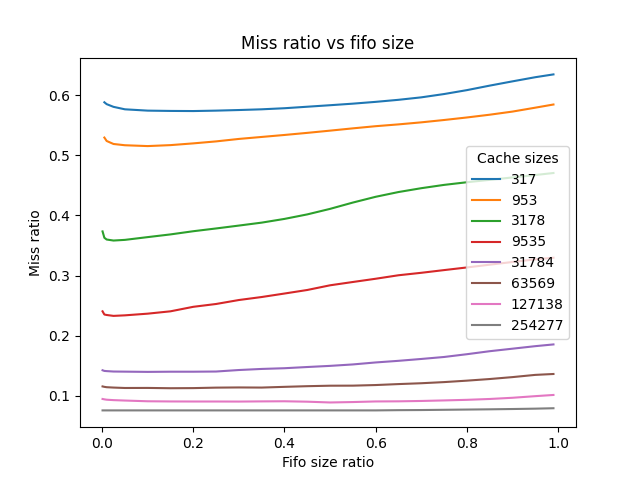 Miss ratio vs fifo size
Miss ratio
0.6
0.5
0.4
0.3
0.2
0.1
Cache sizes
317
953
3178
9535
31784
63569
127138
254277
0.0 0.2 0.4 0.6 0.8 1.0
Fifo size ratio